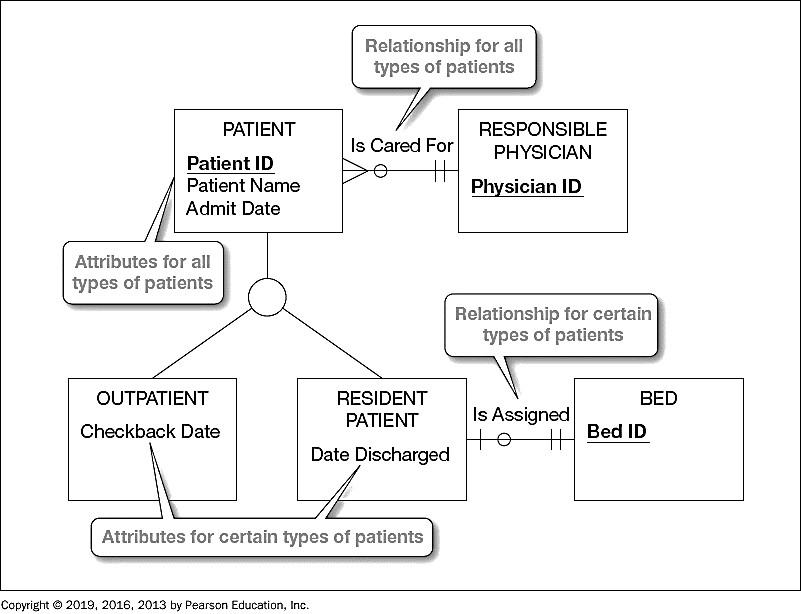 Relationship for all
types of patients
PATIENT
Patient ID
Patient Name
Admit Date
Is Cared For
RESPONSIBLE
PHYSICIAN
Physician ID
Attributes for all
types of patients
Relationship for certain
types of patients
OUTPATIENT
Checkback Date
RESIDENT
PATIENT
Date Discharged
Is Assigned
BED
Bed ID
Attributes for certain types of patients
Copyright © 2019, 2016, 2013 by Pearson Education, Inc.